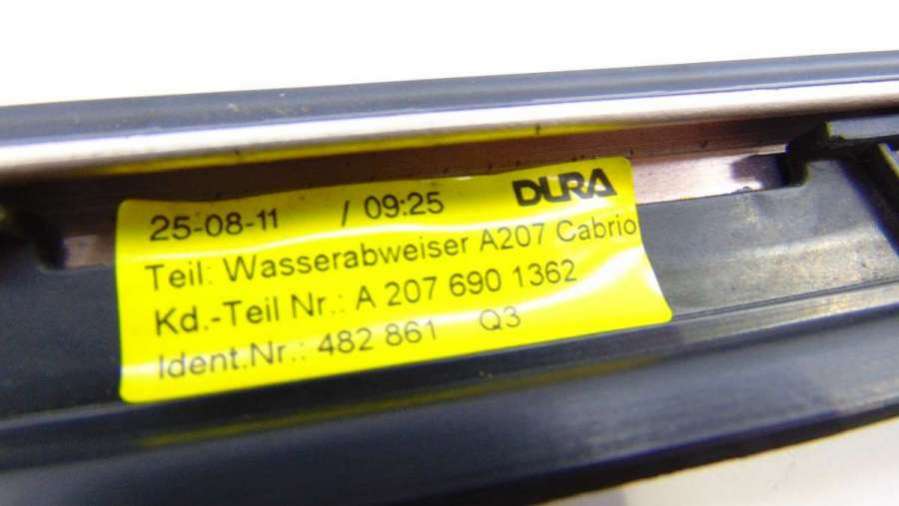 25-08-11 / 09:25 DURA
Teil: Wasserabweiser A207 Cabrio
Kd.-Teil Nr.: A 207 690 1362
Ident.Nr.: 482 861 Q3